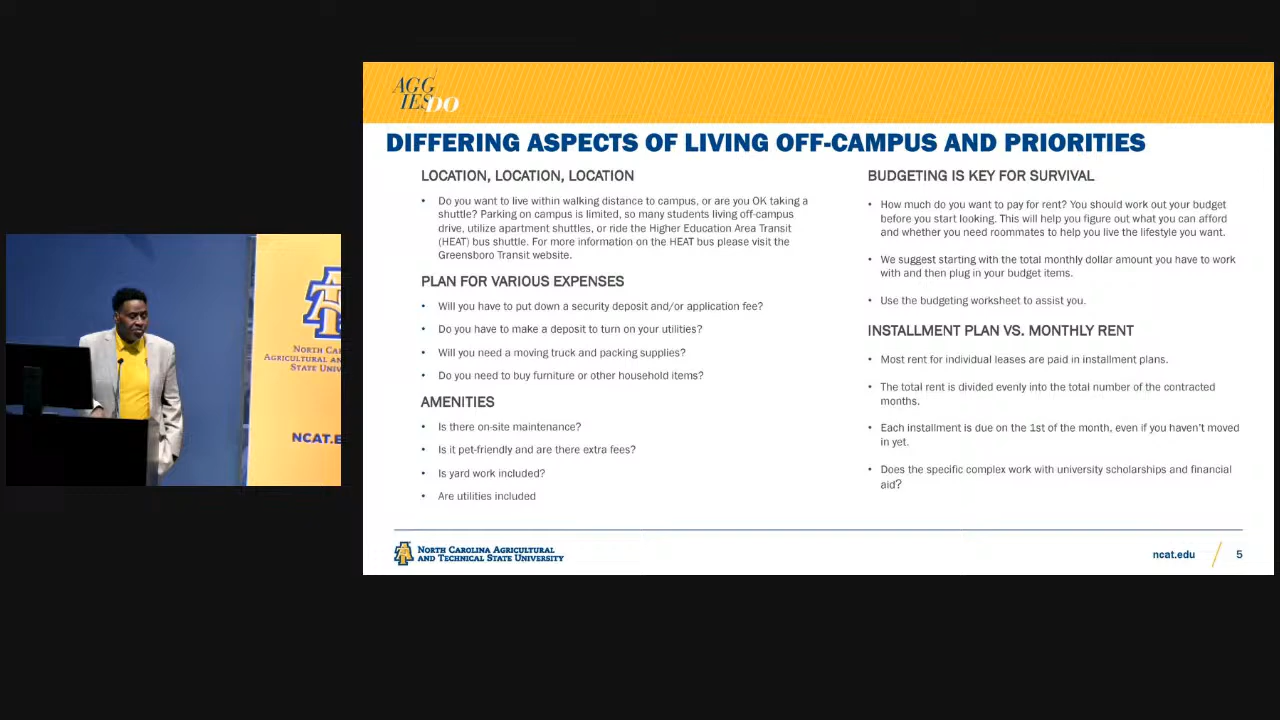 AGG
IESDO
DIFFERING ASPECTS OF LIVING OFF-CAMPUS AND PRIORITIES
LOCATION, LOCATION, LOCATION
• Do you want to live within walking distance to campus, or are you OK taking a
shuttle? Parking on campus is limited, so many students living off-campus
drive, utilize apartment shuttles, or ride the Higher Education Area Transit
(HEAT) bus shuttle. For more information on the HEAT bus please visit the
Greensboro Transit website.
PLAN FOR VARIOUS EXPENSES
• Will you have to put down a security deposit and/or application fee?
• Do you have to make a deposit to turn on your utilities?
• Will you need a moving truck and packing supplies?
• Do you need to buy furniture or other household items?
AMENITIES
• Is there on-site maintenance?
• Is it pet-friendly and are there extra fees?
• Is yard work included?
• Are utilities included
BUDGETING IS KEY FOR SURVIVAL
• How much do you want to pay for rent? You should work out your budget
before you start looking. This will help you figure out what you can afford
and whether you need roommates to help you live the lifestyle you want.
• We suggest starting with the total monthly dollar amount you have to work
with and then plug in your budget items.
• Use the budgeting worksheet to assist you.
INSTALLMENT PLAN VS. MONTHLY RENT
• Most rent for individual leases are paid in installment plans.
• The total rent is divided evenly into the total number of the contracted
months.
• Each installment is due on the 1st of the month, even if you haven't moved
in yet.
• Does the specific complex work with university scholarships and financial
aid?
NORTH CAROLINA AGRICULTURAL
AND TECHNICAL STATE UNIVERSITY
ncat.edu
5
NORTH CA
AGRICULTURAL AN
STATE UNIV
NCAT.E